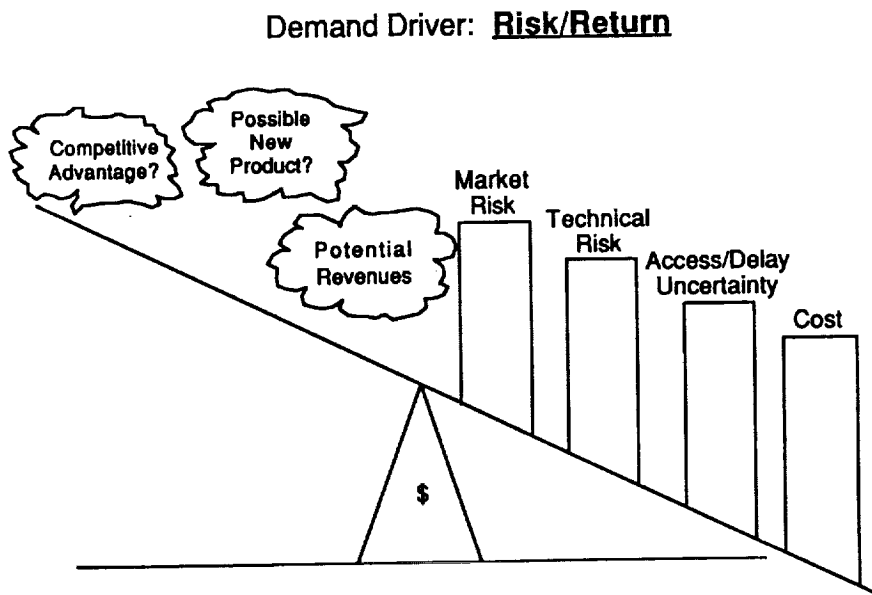 Demand Driver: Risk/Return
Competitive
Advantage?
Possible
New
Product?
Potential
Revenues
Market
Risk
Technical
Risk
Access/Delay
Uncertainty
Cost
$